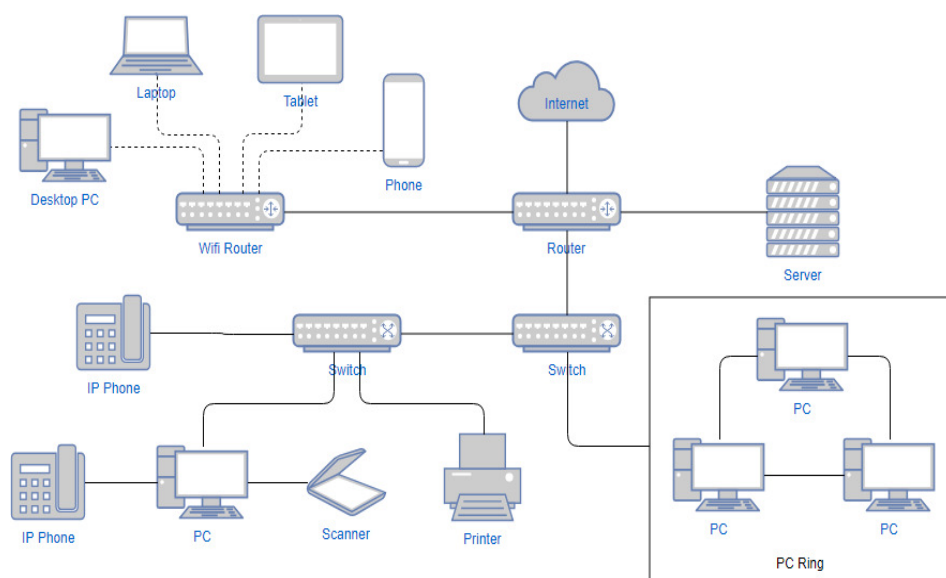 Laptop
Tablet
Internet
Desktop PC
Phone
Wifi Router
Router
Server
IP Phone
Switch
Switch
PC
IP Phone
PC
Scanner
Printer
PC
PC
PC Ring